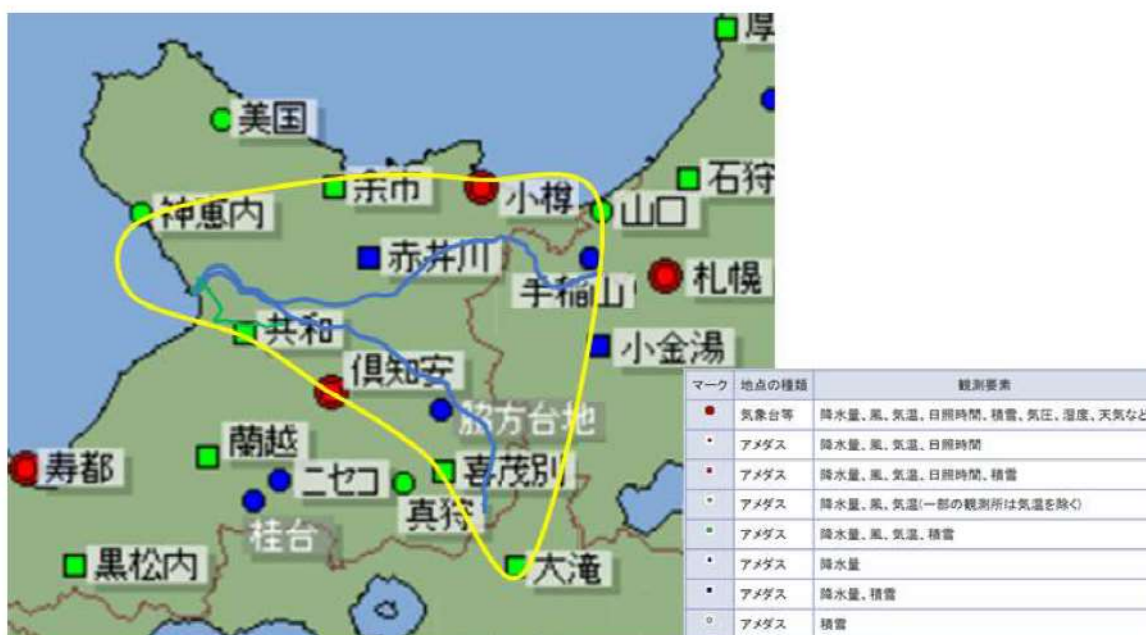 厚
美国
余市
小樽
石狩
神恵内
山口
赤井川
手稲山
札幌
共和
小金湯
倶知安
脇方台地
蘭越
喜茂別
寿都
ニセコ
真狩
桂台
黒松内
大滝
マーク 地点の種類 観測要素
気象台等 降水量、風、気温、日照時間、積雪、気圧、湿度、天気など
アメダス 降水量、風、気温、日照時間
アメダス 降水量、風、気温、日照時間、積雪
アメダス 降水量、風、気温(一部の観測所は気温を除く)
アメダス 降水量、風、気温、積雪
アメダス 降水量
アメダス 降水量、積雪
アメダス 積雪